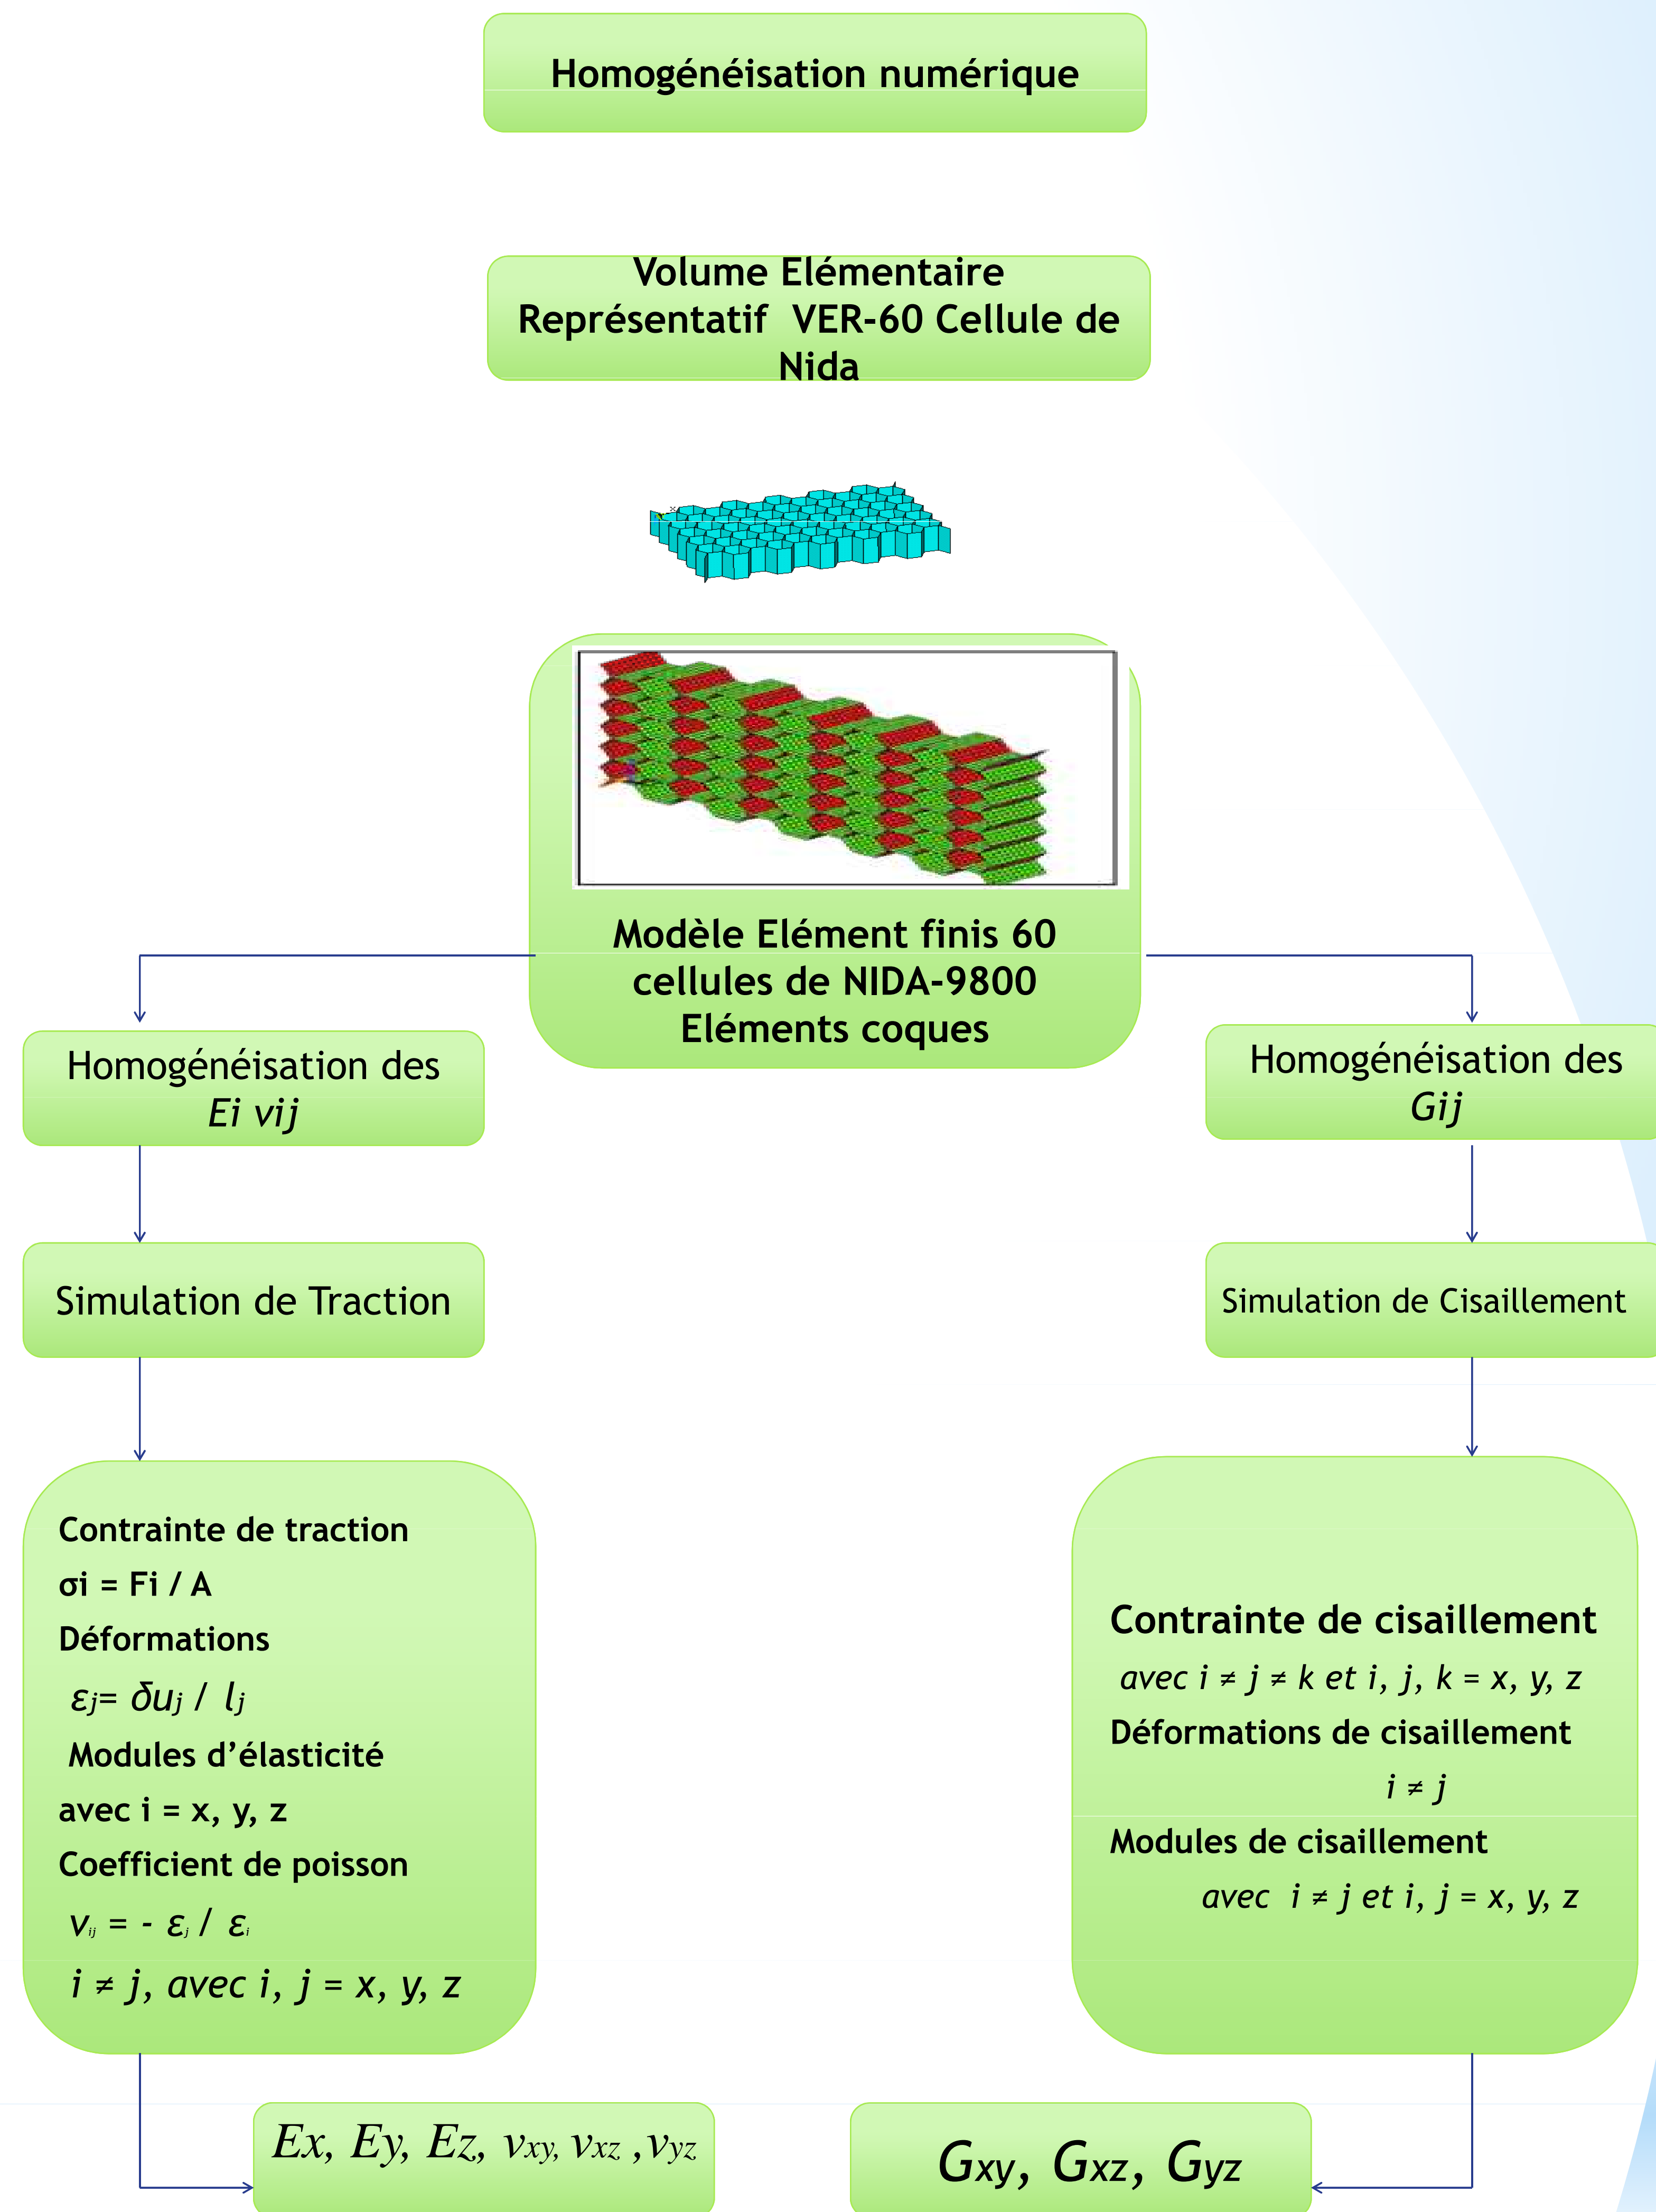 Homogénéisation numérique
Volume Elémentaire
Représentatif  VER-60 Cellule de
Nida
Modèle Elément finis 60
cellules de NIDA-9800
Eléments coques
Homogénéisation des
Ei vij
Simulation de Traction
Contrainte de traction
σi = Fi / A
Déformations
εj= δuj / lj
Modules d’élasticité
avec i = x, y, z
Coefficient de poisson
νij = - εj / εi
i ≠ j, avec i, j = x, y, z
Ex, Ey, Ez, νxy, νxz ,νyz
Homogénéisation des
Gij
Simulation de Cisaillement
Contrainte de cisaillement
avec i ≠ j ≠ k et i, j, k = x, y, z
Déformations de cisaillement
i ≠ j
Modules de cisaillement
avec  i ≠ j et i, j = x, y, z
Gxy, Gxz, Gyz